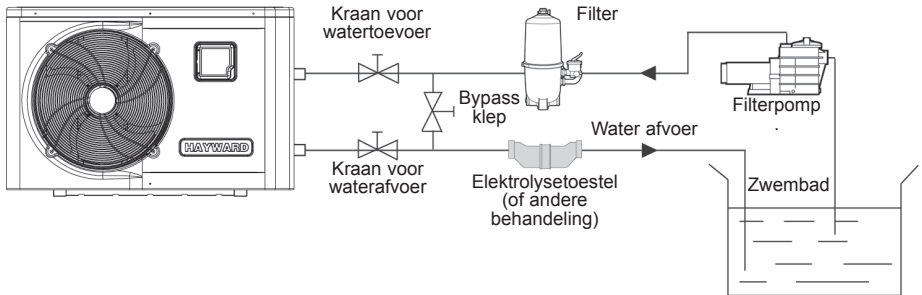 Kraan voor
watertoevoer
Filter
Bypass
klep
Filterpomp
.
HAYWARD
Kraan voor
waterafvoer
Water afvoer
Elektrolysetoestel
(of andere
behandeling)
Zwembad